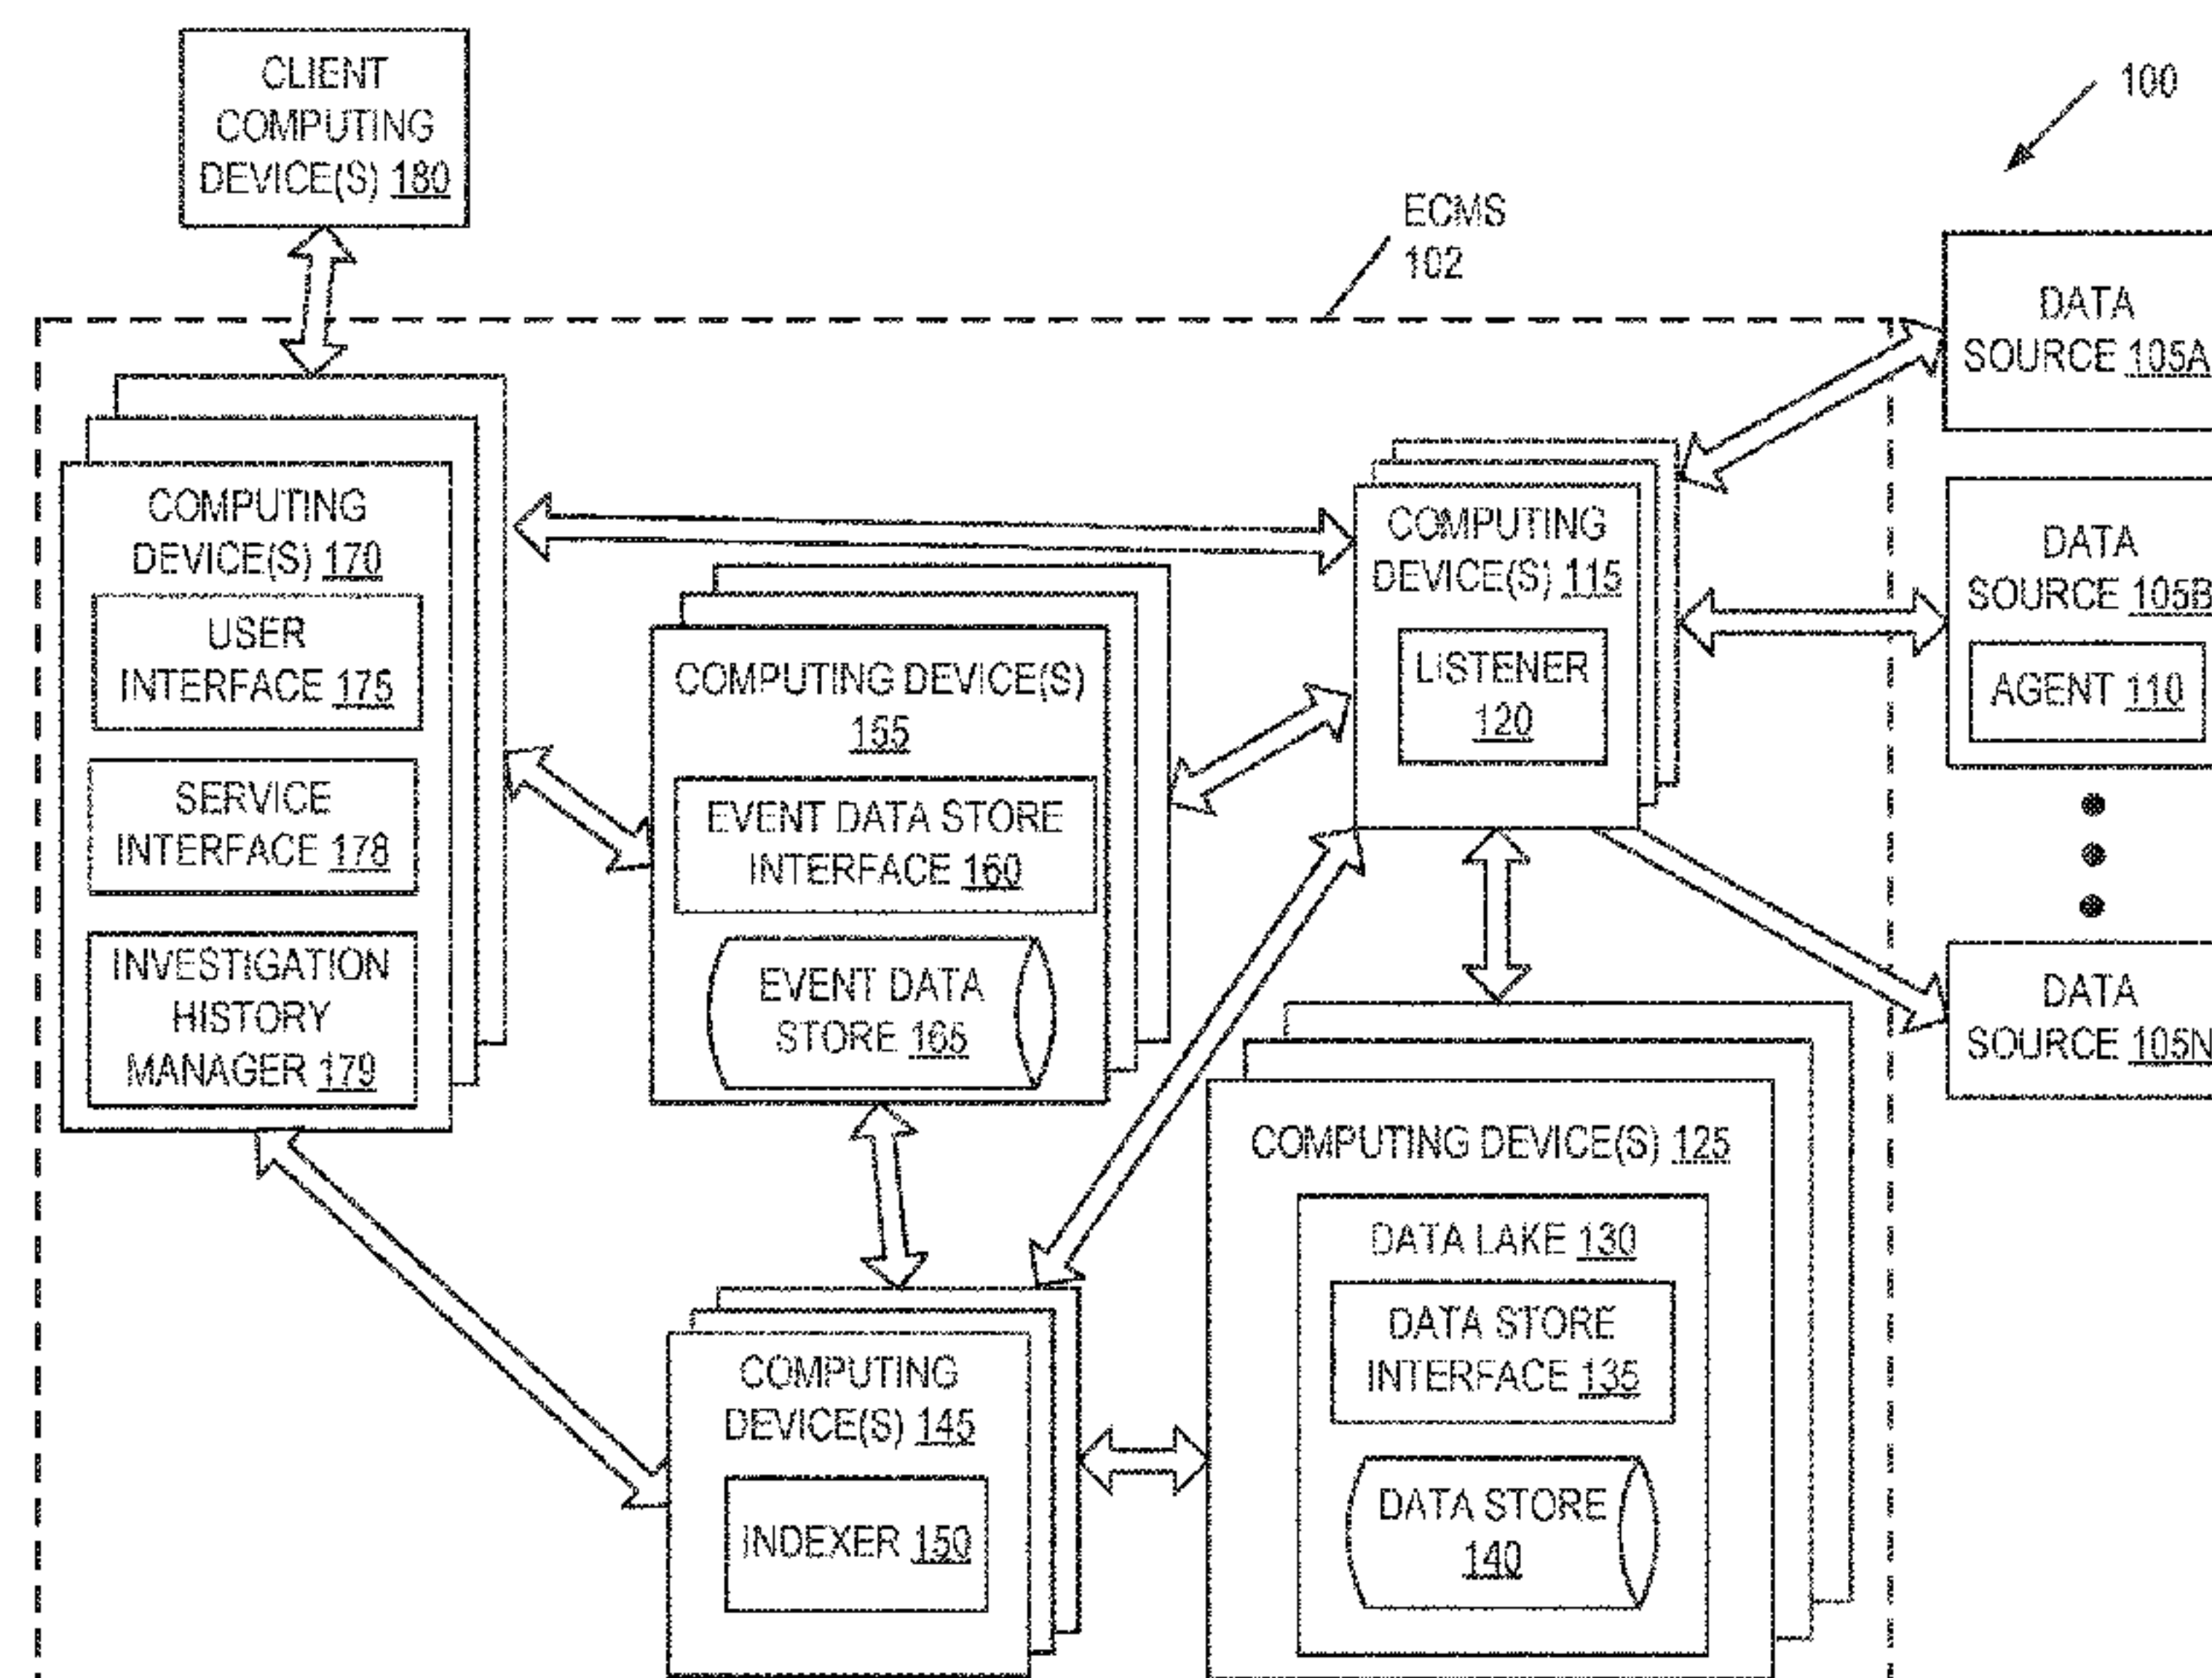 CLIENT
COMPUTING
DEVICE(S) 180
100
ECMS
102
DATA
SOURCE 105A
COMPUTING
DEVICE(S) 170
USER
INTERFACE 175
SERVICE
INTERFACE 178
INVESTIGATION
HISTORY
MANAGER 179
COMPUTING DEVICE(S)
155
EVENT DATA STORE
INTERFACE 160
EVENT DATA
STORE 165
COMPUTING
DEVICE(S) 115
LISTENER
120
DATA
SOURCE 105B
AGENT 110
DATA
SOURCE 105N
COMPUTING DEVICE(S) 125
DATA LAKE 130
DATA STORE
INTERFACE 135
DATA STORE
140
COMPUTING
DEVICE(S) 145
INDEXER 150